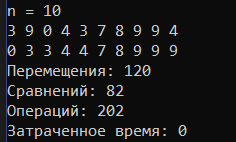 n = 10
3 9 0 4 3 7 8 9 9 4
0 3 3 4 4 7 8 9 9 9
Перемещения: 120
Сравнений: 82
Операций: 202
Затраченное время: 0